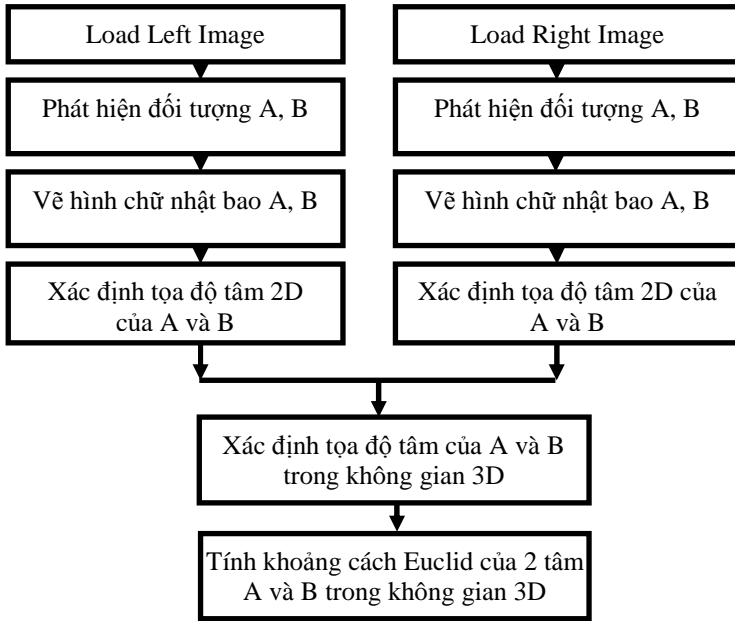 Load Left Image
Load Right Image
Phát hiện đối tượng A, B
Phát hiện đối tượng A, B
Vẽ hình chữ nhật bao A, B
Vẽ hình chữ nhật bao A, B
Xác định tọa độ tâm 2D
của A và B
Xác định tọa độ tâm 2D của
A và B
Xác định tọa độ tâm của A và B
trong không gian 3D
Tính khoảng cách Euclid của 2 tâm
A và B trong không gian 3D